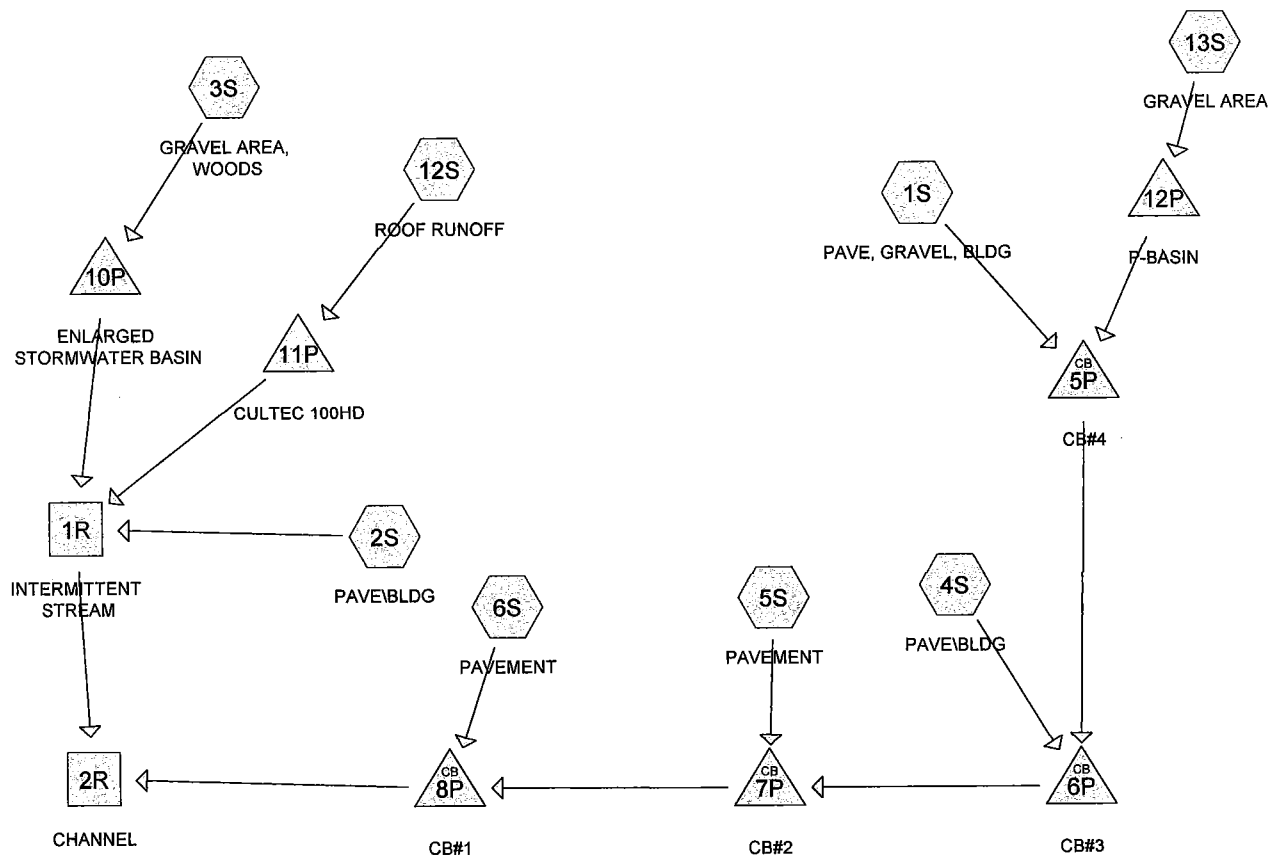 13S
GRAVEL AREA
3S
GRAVEL AREA,
WOODS
12S
ROOF RUNOFF
1S
PAVE, GRAVEL, BLDG
12P
P-BASIN
10P
ENLARGED
STORMWATER BASIN
11P
CULTEC 100HD
CB
5P
CB#4
1R
INTERMITTENT
STREAM
2S
PAVE\BLDG
6S
PAVEMENT
5S
PAVEMENT
4S
PAVE\BLDG
2R
CHANNEL
CB
8P
CB#1
CB
7P
CB#2
CB
6P
CB#3